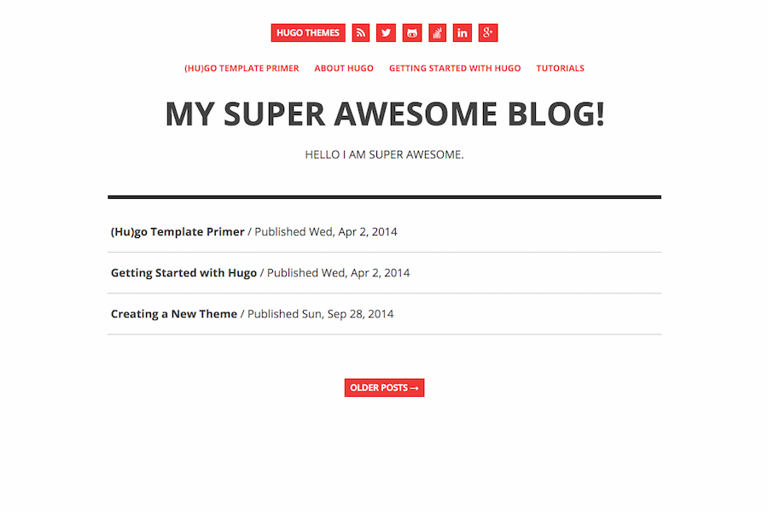 HUGO THEMES
(HU)GO TEMPLATE PRIMER ABOUT HUGO GETTING STARTED WITH HUGO TUTORIALS
MY SUPER AWESOME BLOG!
HELLO I AM SUPER AWESOME.
(Hu)go Template Primer / Published Wed, Apr 2, 2014
Getting Started with Hugo / Published Wed, Apr 2, 2014
Creating a New Theme / Published Sun, Sep 28, 2014
OLDER POSTS →